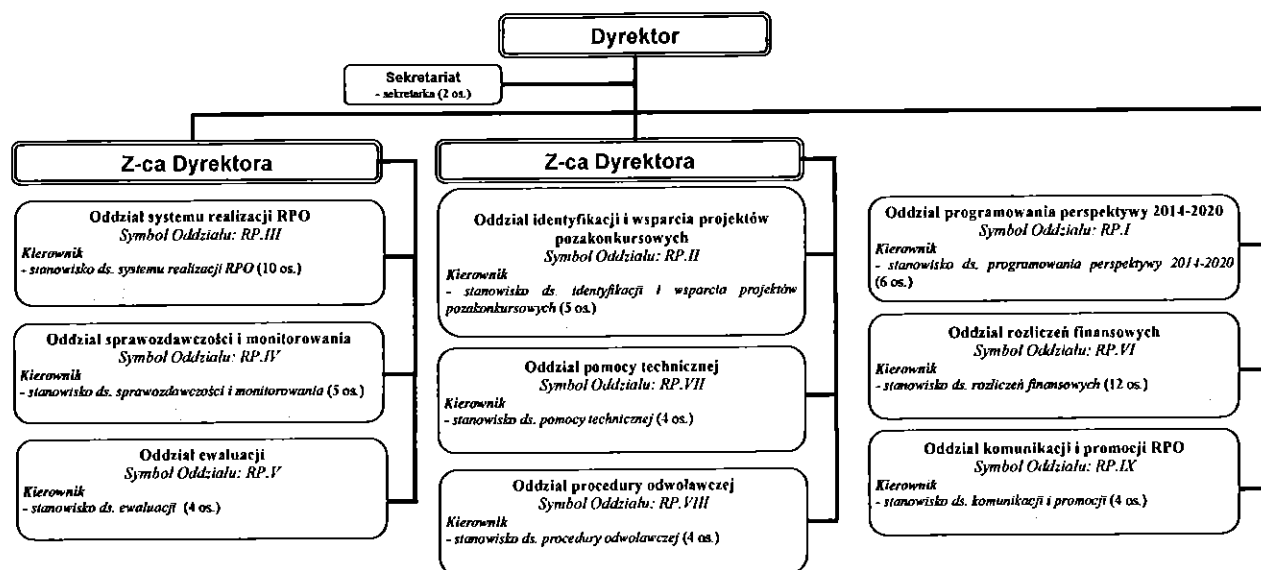 Dyrektor
Sekretariat
- sekretarka (2 os.)
Z-ca Dyrektora
Oddział systemu realizacji RPO
Symbol Oddziału: RP.III
Kierownik
- stanowisko ds. systemu realizacji RPO (10 os.)
Oddział sprawozdawczości i monitorowania
Symbol Oddziału: RP.IV
Kierownik
- stanowisko ds. sprawozdawczości i monitorowania (5 os.)
Oddział ewaluacji
Symbol Oddziału: RP.V
Kierownik
- stanowisko ds. ewaluacji (4 os.)
Z-ca Dyrektora
Oddział identyfikacji i wsparcia projektów
pozakonkursowych
Symbol Oddziału: RP.II
Kierownik
- stanowisko ds. identyfikacji i wsparcia projektów
pozakonkursowych (5 os.)
Oddział pomocy technicznej
Symbol Oddziału: RP.VII
Kierownik
- stanowisko ds. pomocy technicznej (4 os.)
Oddział procedury odwoławczej
Symbol Oddziału: RP.VIII
Kierownik
- stanowisko ds. procedury odwoławczej (4 os.)
Oddział programowania perspektywy 2014-2020
Symbol Oddziału: RP.I
Kierownik
- stanowisko ds. programowania perspektywy 2014-2020
(6 os.)
Oddział rozliczeń finansowych
Symbol Oddziału: RP.VI
Kierownik
- stanowisko ds. rozliczeń finansowych (12 os.)
Oddział komunikacji i promocji RPO
Symbol Oddziału: RP.IX
Kierownik
- stanowisko ds. komunikacji i promocji (4 os.)